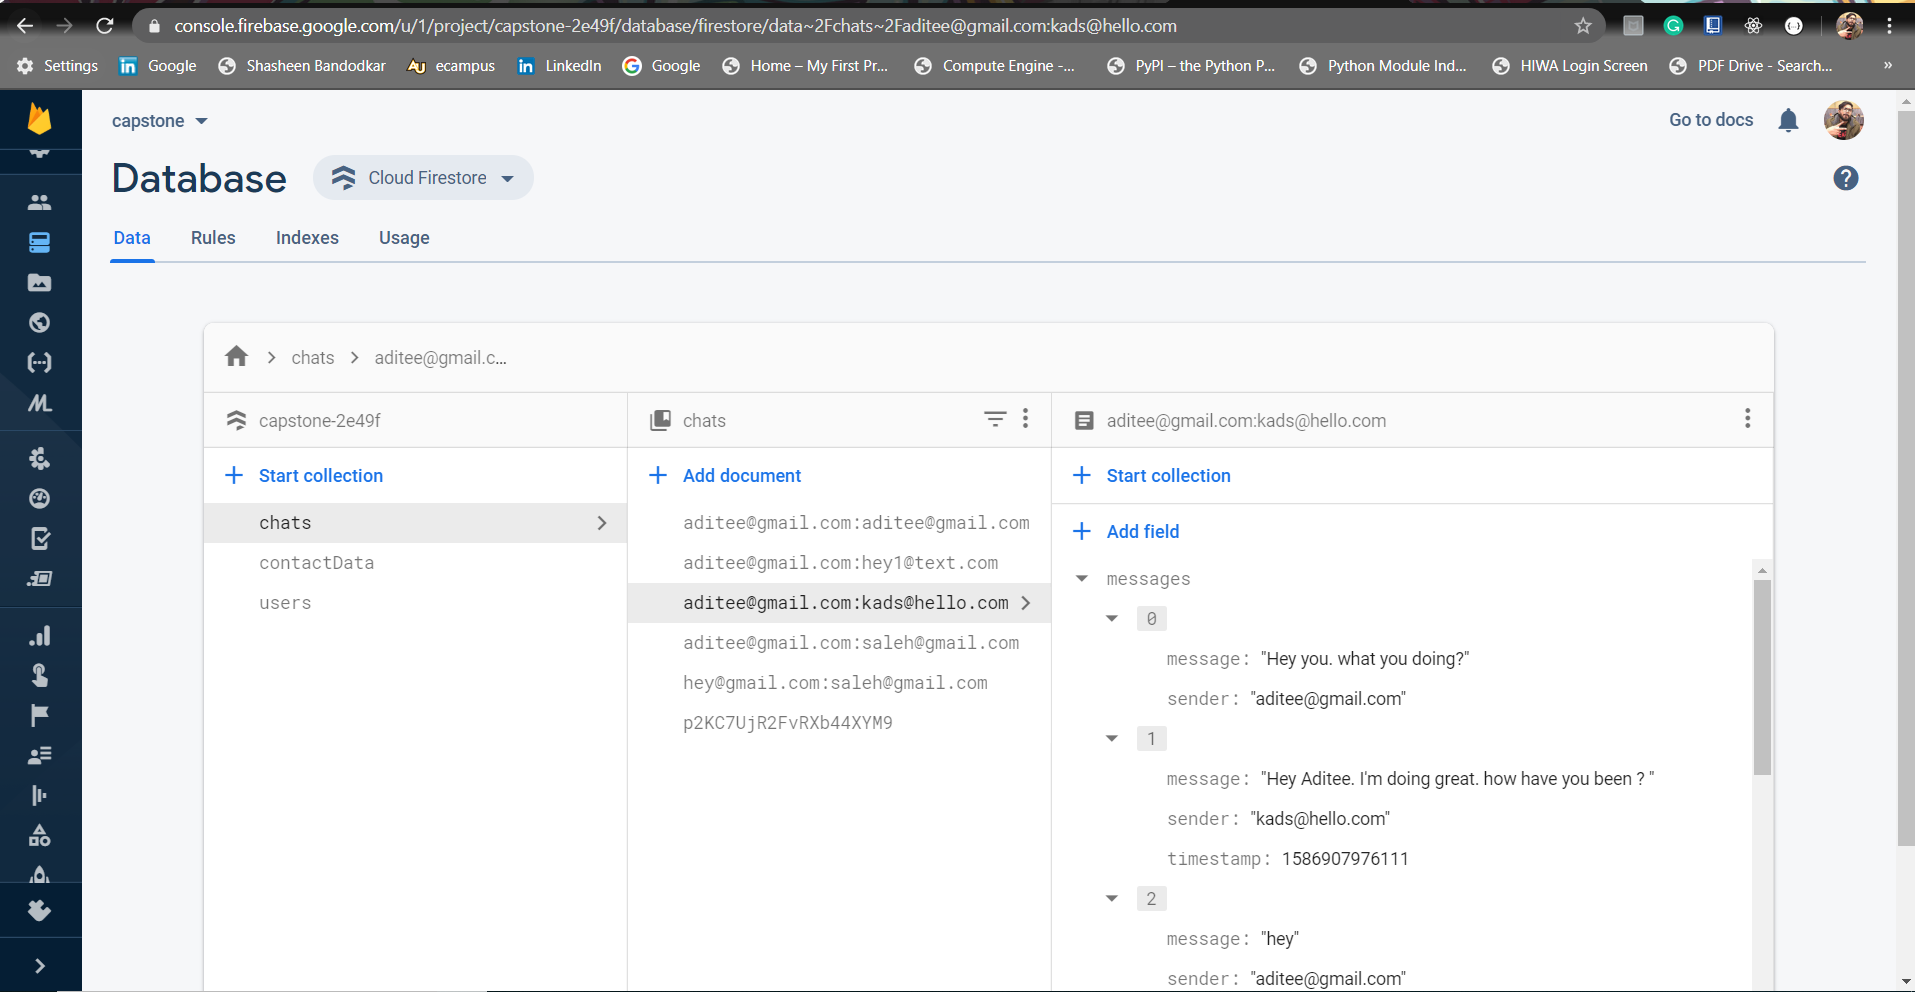 console.firebase.google.com/u/1/project/capstone-2e49f/database/firestore/data~2Fchats~2Faditee@gmail.com:kads@hello.com
Settings Google Shasheen Bandodkar ecampus LinkedIn Google Home – My First Pr... Compute Engine -... PyPI – the Python P... Python Module Ind... HIWA Login Screen PDF Drive - Search... »
capstone Go to docs
Database Cloud Firestore
Data Rules Indexes Usage
chats aditee@gmail.c...
capstone-2e49f chats aditee@gmail.com:kads@hello.com
Start collection
chats
contactData
users
Add document
aditee@gmail.com:aditee@gmail.com
aditee@gmail.com:hey1@text.com
aditee@gmail.com:kads@hello.com
aditee@gmail.com:saleh@gmail.com
hey@gmail.com:saleh@gmail.com
p2KC7UjR2FvRXb44XYM9
Start collection
Add field
messages
0
message: "Hey you. what you doing?"
sender: "aditee@gmail.com"
1
message: "Hey Aditee. I'm doing great. how have you been ? "
sender: "kads@hello.com"
timestamp: 1586907976111
2
message: "hey"
sender: "aditee@gmail.com"